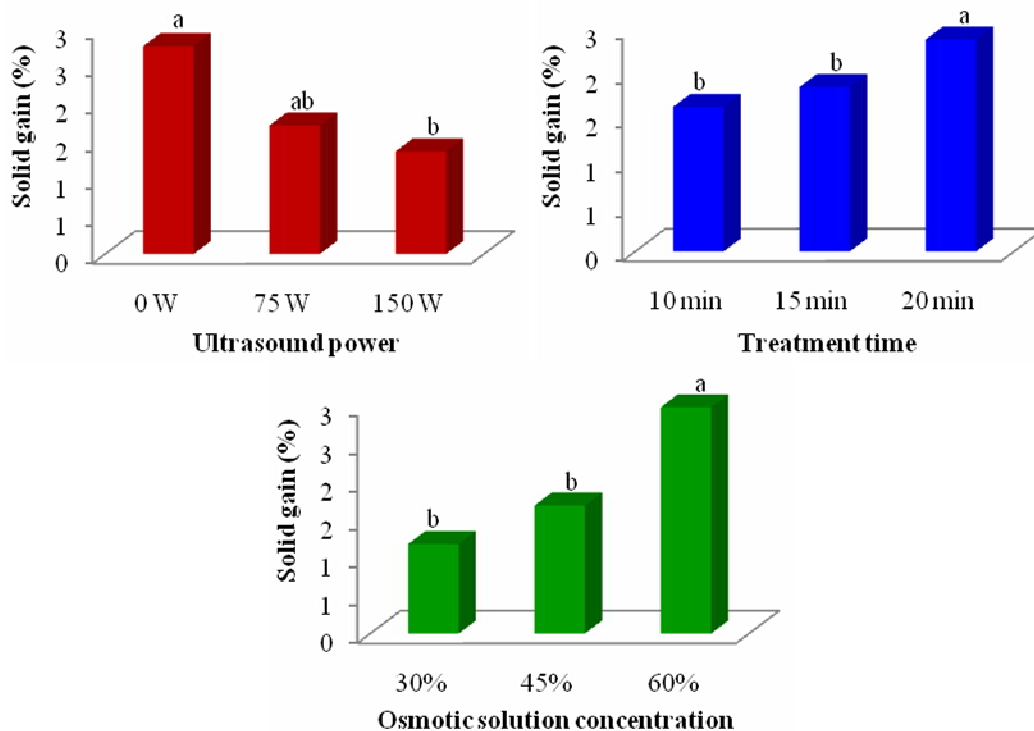 a
ab
b
3
3
2
2
1
1
0
Solid gain (%)
0 W 75 W 150 W
Ultrasound power
b
b
a
3
2
2
1
1
0
Solid gain (%)
10 min 15 min 20 min
Treatment time
b
b
a
3
3
2
2
1
1
0
Solid gain (%)
30% 45% 60%
Osmotic solution concentration